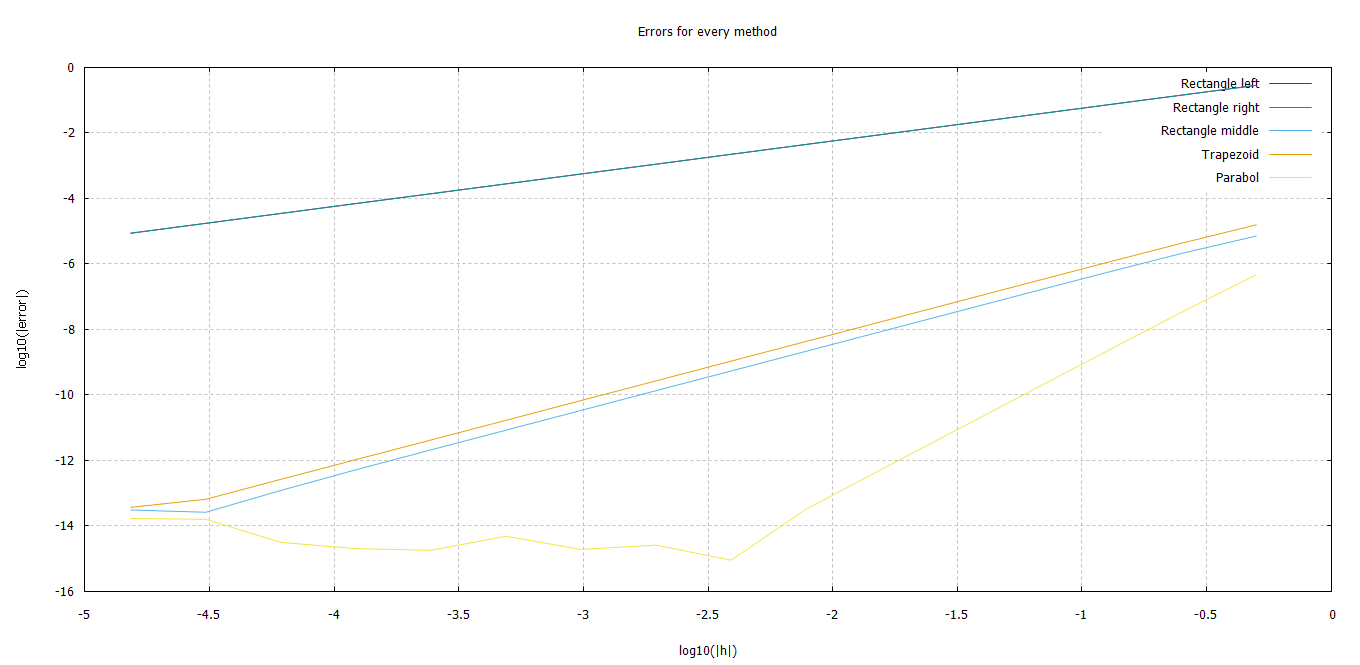 Errors for every method
0
-2
-4
-6
-8
-10
-12
-14
-16
log10(|error|)
Rectangle left
Rectangle right
Rectangle middle
Trapezoid
Parabol
-5
-4.5
-4
-3.5
-3
-2.5
-2
-1.5
-1
-0.5
0
log10(|h|)